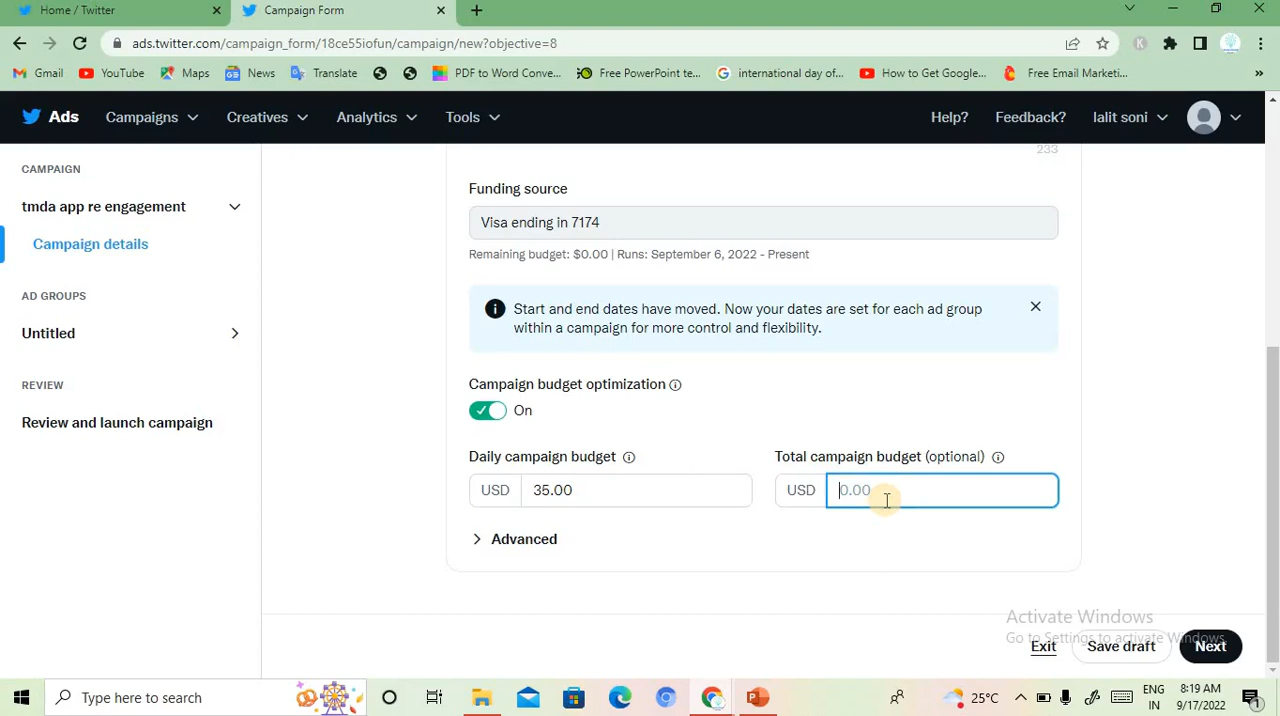 Home / Twitter
Campaign Form
ads.twitter.com/campaign_form/18ce55iofun/campaign/new?objective=8
K
Gmail
YouTube
Maps
News
Translate
PDF to Word Conve...
Free PowerPoint te...
international day of...
How to Get Google...
Free Email Marketi...
»
Ads
Campaigns
Creatives
Analytics
Tools
Help?
Feedback?
lalit soni
CAMPAIGN
tmda app re engagement
Campaign details
AD GROUPS
Untitled
REVIEW
Review and launch campaign
233
Funding source
Visa ending in 7174
Remaining budget: $0.00 | Runs: September 6, 2022 - Present
Start and end dates have moved. Now your dates are set for each ad group
within a campaign for more control and flexibility.
Campaign budget optimization
On
Daily campaign budget
USD
35.00
Total campaign budget (optional)
USD
0.00
Advanced
Activate Windows
Go to Settings to activate Windows.
Exit
Save draft
Next
Type here to search
25°C
ENG
IN
8:19 AM
9/17/2022
1